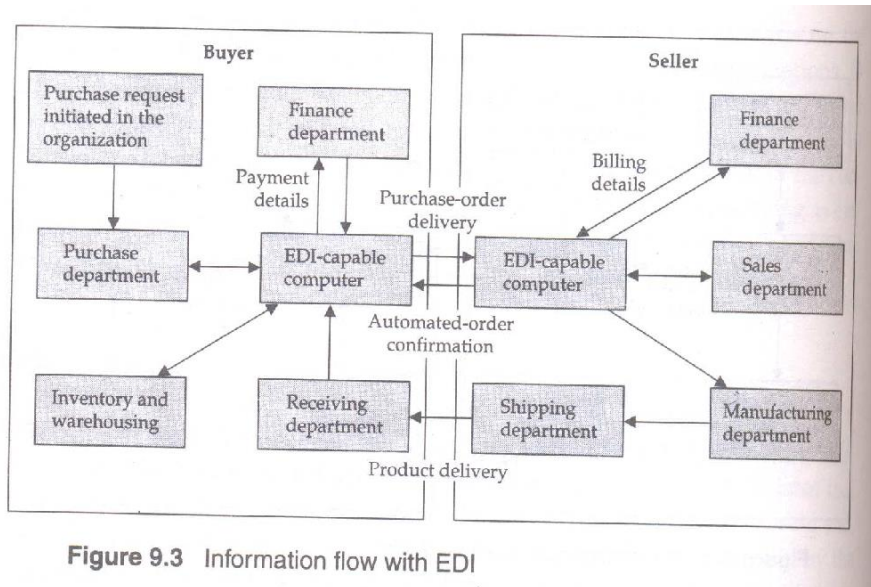 Buyer
Purchase request
initiated in the
organization
Finance
department
Payment
details
Purchase
department
EDI-capable
computer
Inventory and
warehousing
Receiving
department
Purchase-order
delivery
Automated-order
confirmation
Product delivery
Seller
Finance
department
Billing
details
EDI-capable
computer
Sales
department
Shipping
department
Manufacturing
department
Figure 9.3 Information flow with EDI